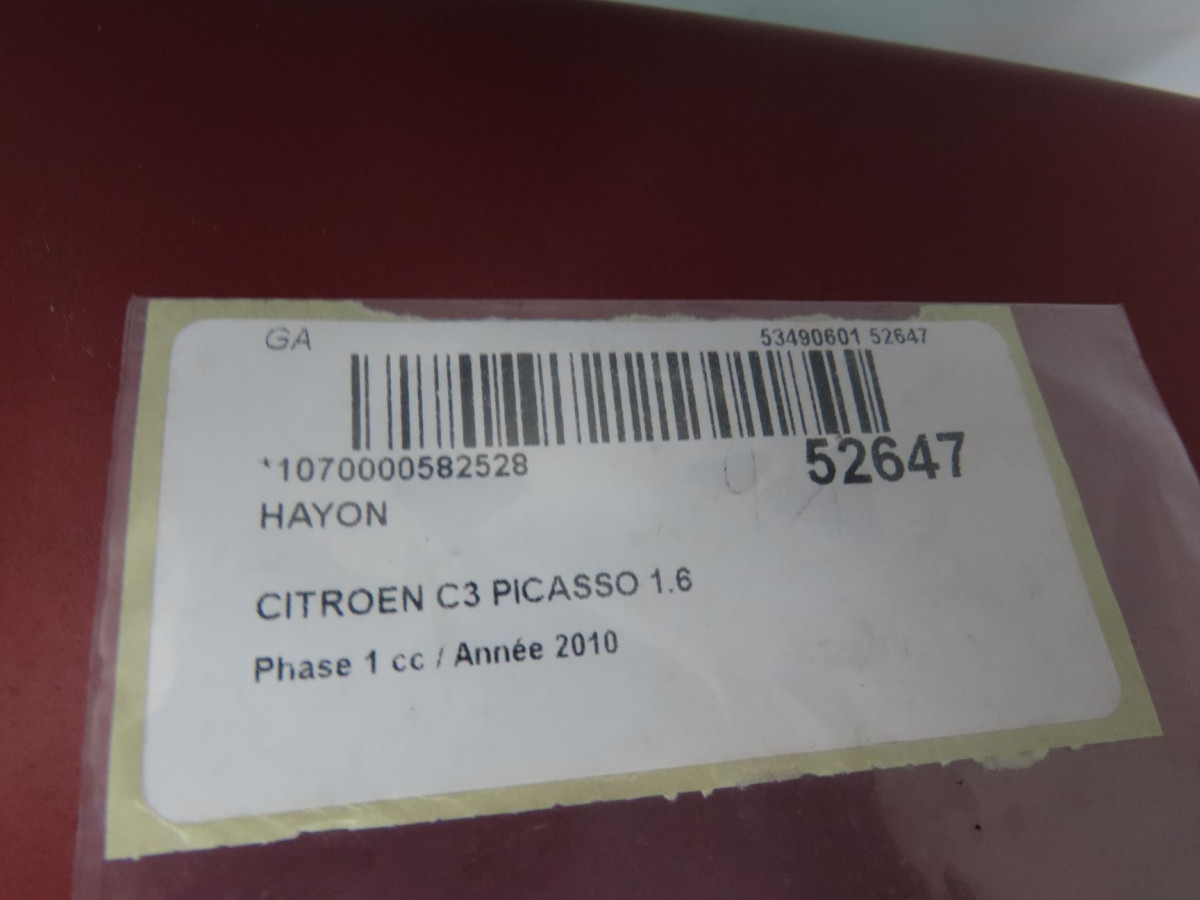 GA 53490601 52647
*1070000582528 52647
HAYON
CITROEN C3 PICASSO 1.6
Phase 1 cc / Année 2010